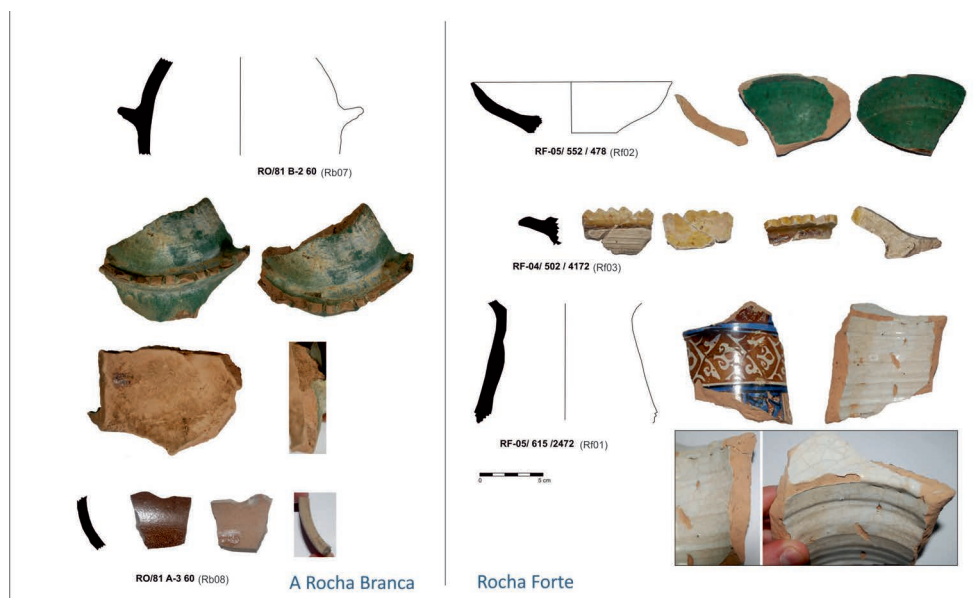 RO/81 B-2 60 (Rb07)
RO/81 A-3 60 (Rb08)
A Rocha Branca
RF-05/ 552 / 478 (Rf02)
RF-04/ 502 / 4172 (Rf03)
RF-05/ 615 /2472 (Rf01)
0 5 cm
Rocha Forte